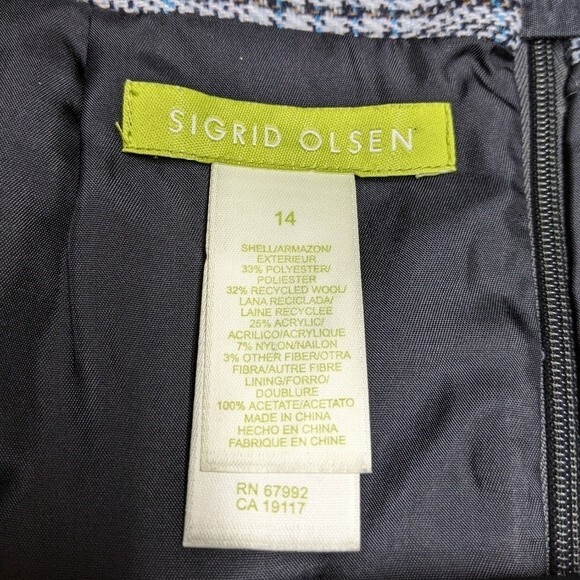 SIGRID OLSEN
14
SHELL/ARMAZON/
EXTERIEUR
33% POLYESTER/
POLIESTER
32% RECYCLED WOOL/
LANA RECICLADA/
LAINE RECYCLEE
25% ACRYLIC/
ACRILICO/ACRYLIQUE
7% NYLON/NAILON
3% OTHER FIBER/OTRA
FIBRA/AUTRE FIBRE
LINING/FORRO/
DOUBLURE
100% ACETATE/ACETATO
MADE IN CHINA
HECHO EN CHINA
FABRIQUE EN CHINE
RN 67992
CA 19117